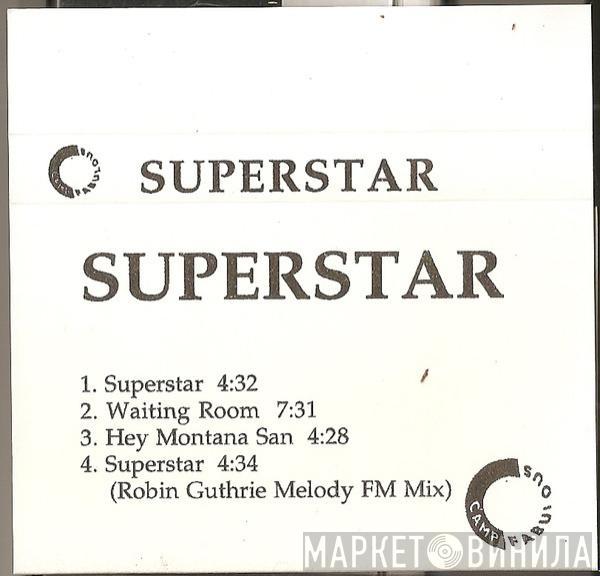 CAMP FABULOUS
SUPERSTAR
SUPERSTAR
1. Superstar 4:32
2. Waiting Room 7:31
3. Hey Montana San 4:28
4. Superstar 4:34
(Robin Guthrie Melody FM Mix)
CAMP FABULOUS
МАРКЕТ ВИНИЛА